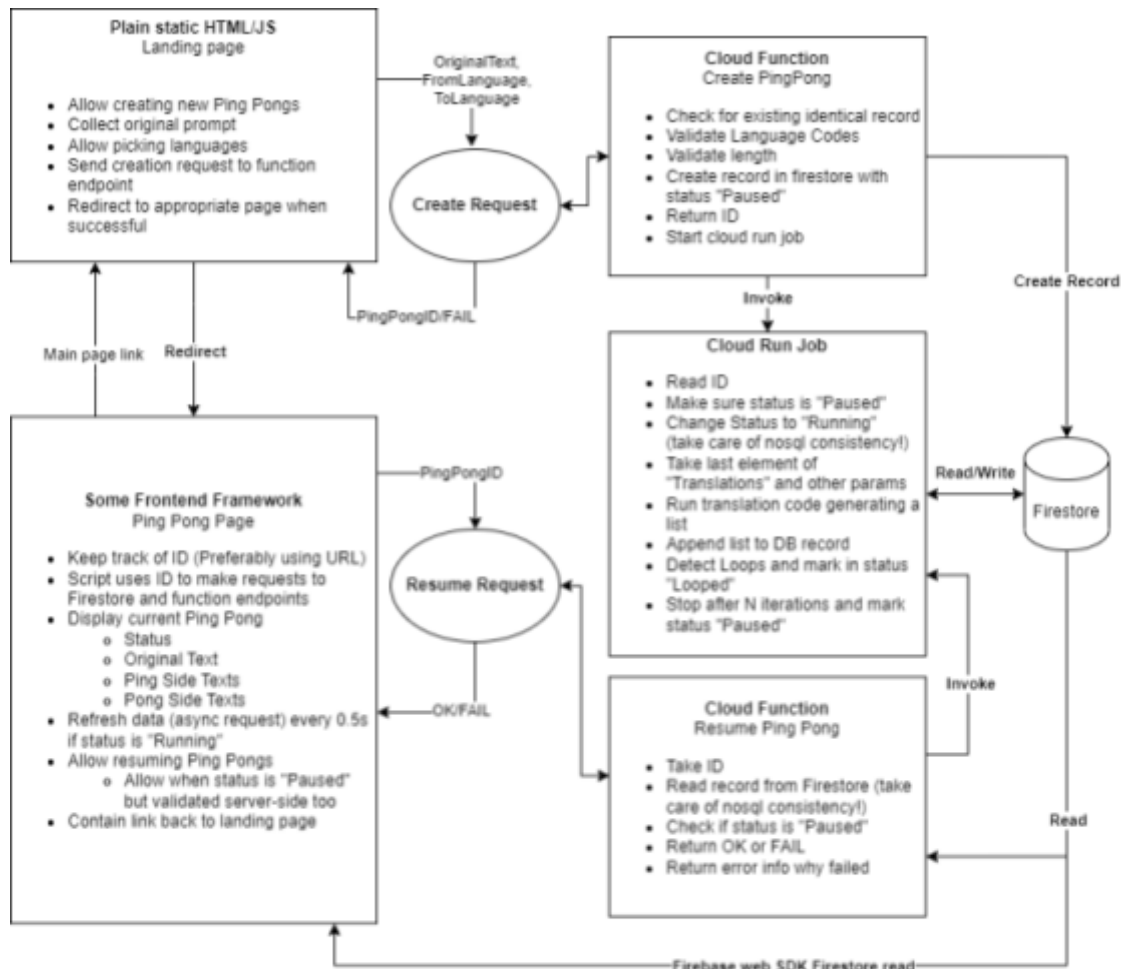 Plain static HTML/JS
Landing page
• Allow creating new Ping Pongs
• Collect original prompt
• Allow picking languages
• Send creation request to function
endpoint
• Redirect to appropriate page when
successful
OriginalText,
FromLanguage,
ToLanguage
Create Request
PingPongID/FAIL
Cloud Function
Create PingPong
• Check for existing identical record
• Validate Language Codes
• Validate length
• Create record in firestore with
status "Paused"
• Return ID
• Start cloud run job
Create Record
Invoke
Main page link
Redirect
Cloud Run Job
• Read ID
• Make sure status is "Paused"
• Change Status to "Running"
(take care of nosql consistency!)
• Take last element of
"Translations" and other params
• Run translation code generating a
list
• Append list to DB record
• Detect Loops and mark in status
"Looped"
• Stop after N iterations and mark
status "Paused"
Read/Write
Firestore
Some Frontend Framework
Ping Pong Page
• Keep track of ID (Preferably using URL)
• Script uses ID to make requests to
Firestore and function endpoints
• Display current Ping Pong
o Status
o Original Text
o Ping Side Texts
o Pong Side Texts
• Refresh data (async request) every 0.5s
if status is "Running"
• Allow resuming Ping Pongs
o Allow when status is "Paused"
but validated server-side too
• Contain link back to landing page
PingPongID
Resume Request
OK/FAIL
Invoke
Cloud Function
Resume Ping Pong
• Take ID
• Read record from Firestore (take
care of nosql consistency!)
• Check if status is "Paused"
• Return OK or FAIL
• Return error info why failed
Read
Firebase web SDK Firestore read